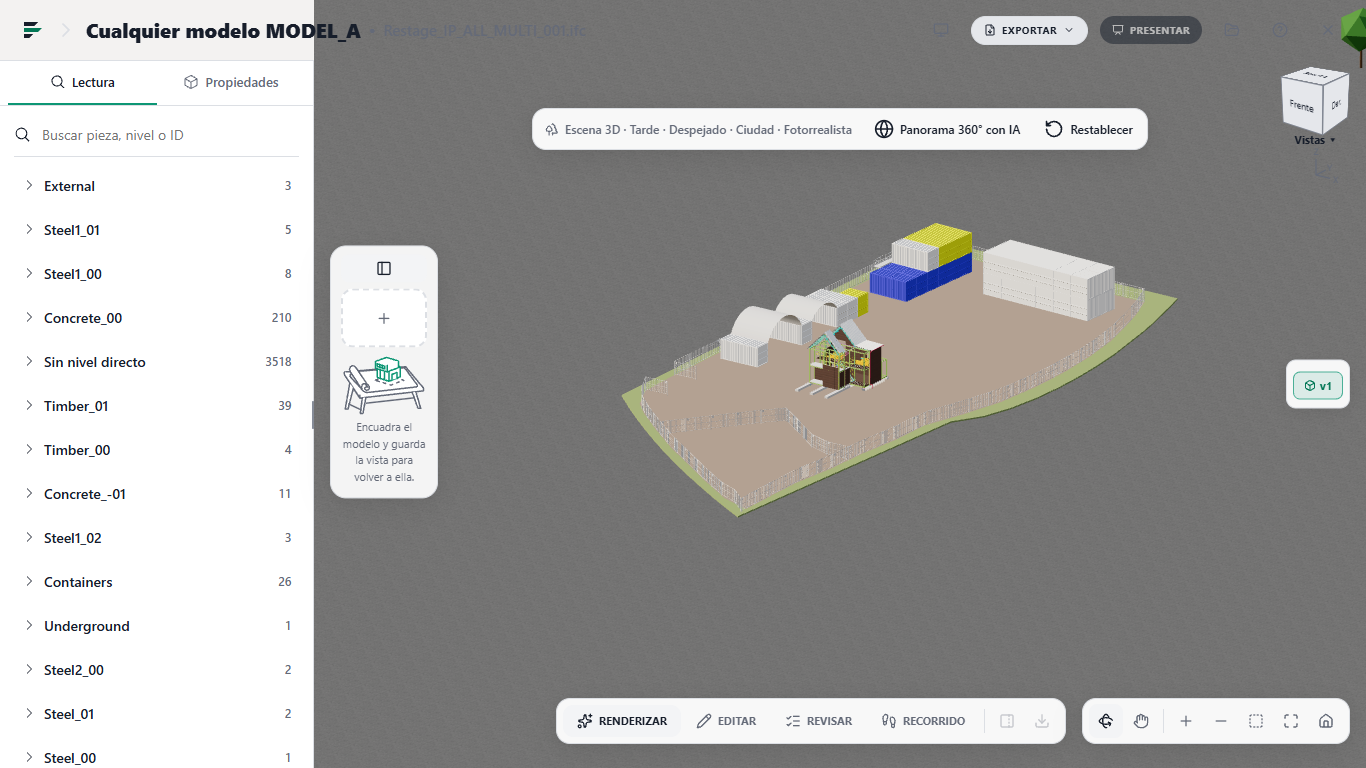 Cualquier modelo MODEL_A
Restage_IP_ALL_MULTI_001.ifc
EXPORTAR
PRESENTAR
Lectura
Propiedades
Buscar pieza, nivel o ID
Escena 3D · Tarde · Despejado · Ciudad · Fotorrealista
Panorama 360° con IA
Restablecer
Frente
Vistas
External 3
Steel1_01 5
Steel1_00 8
Concrete_00 210
Sin nivel directo 3518
Timber_01 39
Timber_00 4
Concrete_-01 11
Steel1_02 3
Containers 26
Underground 1
Steel2_00 2
Steel_01 2
Steel_00 1
Encuadra el
modelo y guarda
la vista para
volver a ella.
v1
RENDERIZAR
EDITAR
REVISAR
RECORRIDO